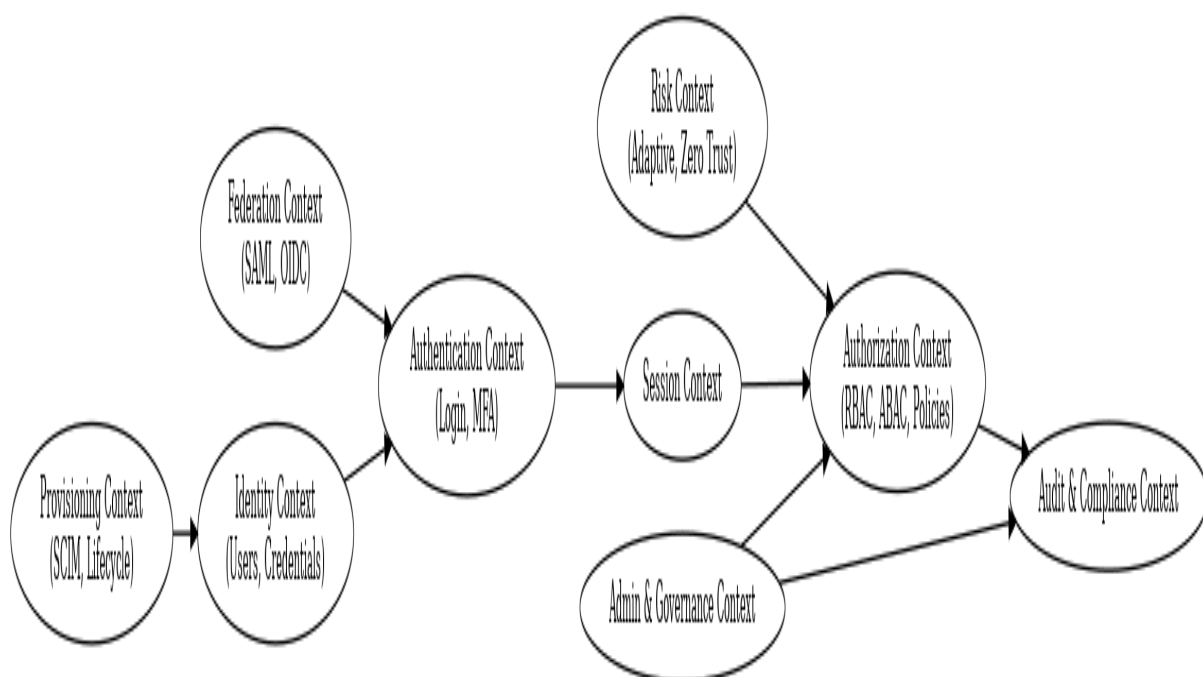 Risk Context
(Adaptive, Zero Trust)
Federation Context
(SAML, OIDC)
Authentication Context
(Login, MFA)
Session Context
Authorization Context
(RBAC, ABAC, Policies)
Provisioning Context
(SCIM, Lifecycle)
Identity Context
(Users, Credentials)
Audit & Compliance Context
Admin & Governance Context